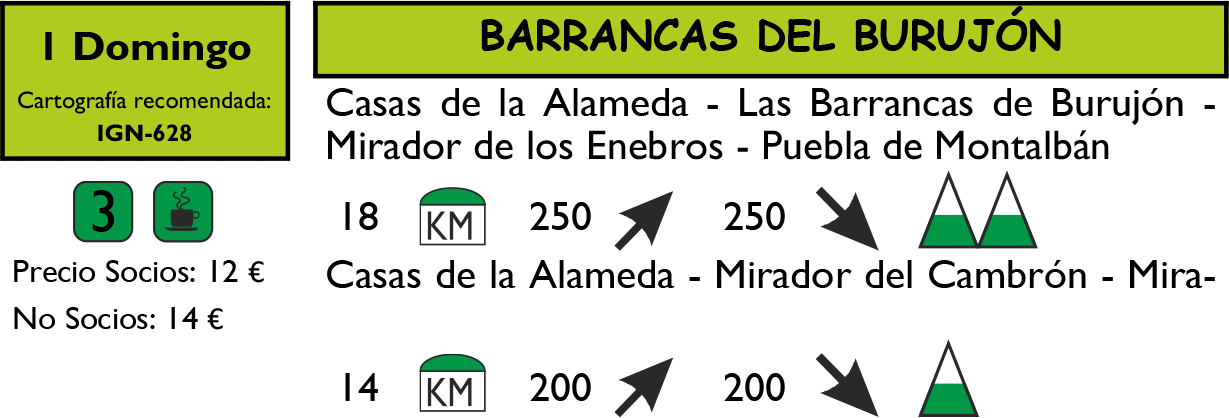 1 Domingo
Cartografía recomendada:
IGN-628
3
Precio Socios: 12 €
No Socios: 14 €
BARRANCAS DEL BURUJÓN
Casas de la Alameda - Las Barrancas de Burujón -
Mirador de los Enebros - Puebla de Montalbán
18 KM 250 250
Casas de la Alameda - Mirador del Cambrón - Mira-
14 KM 200 200